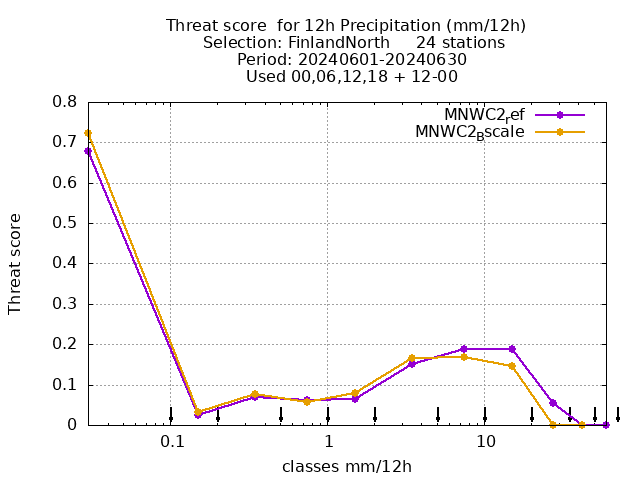 Threat score  for 12h Precipitation (mm/12h)
Selection: FinlandNorth     24 stations
Period: 20240601-20240630
Used 00,06,12,18 + 12-00
MNWC2ref
MNWC2Bscale
0.8
0.7
0.6
0.5
0.4
0.3
0.2
0.1
0
Threat score
0.1 1 10
classes mm/12h